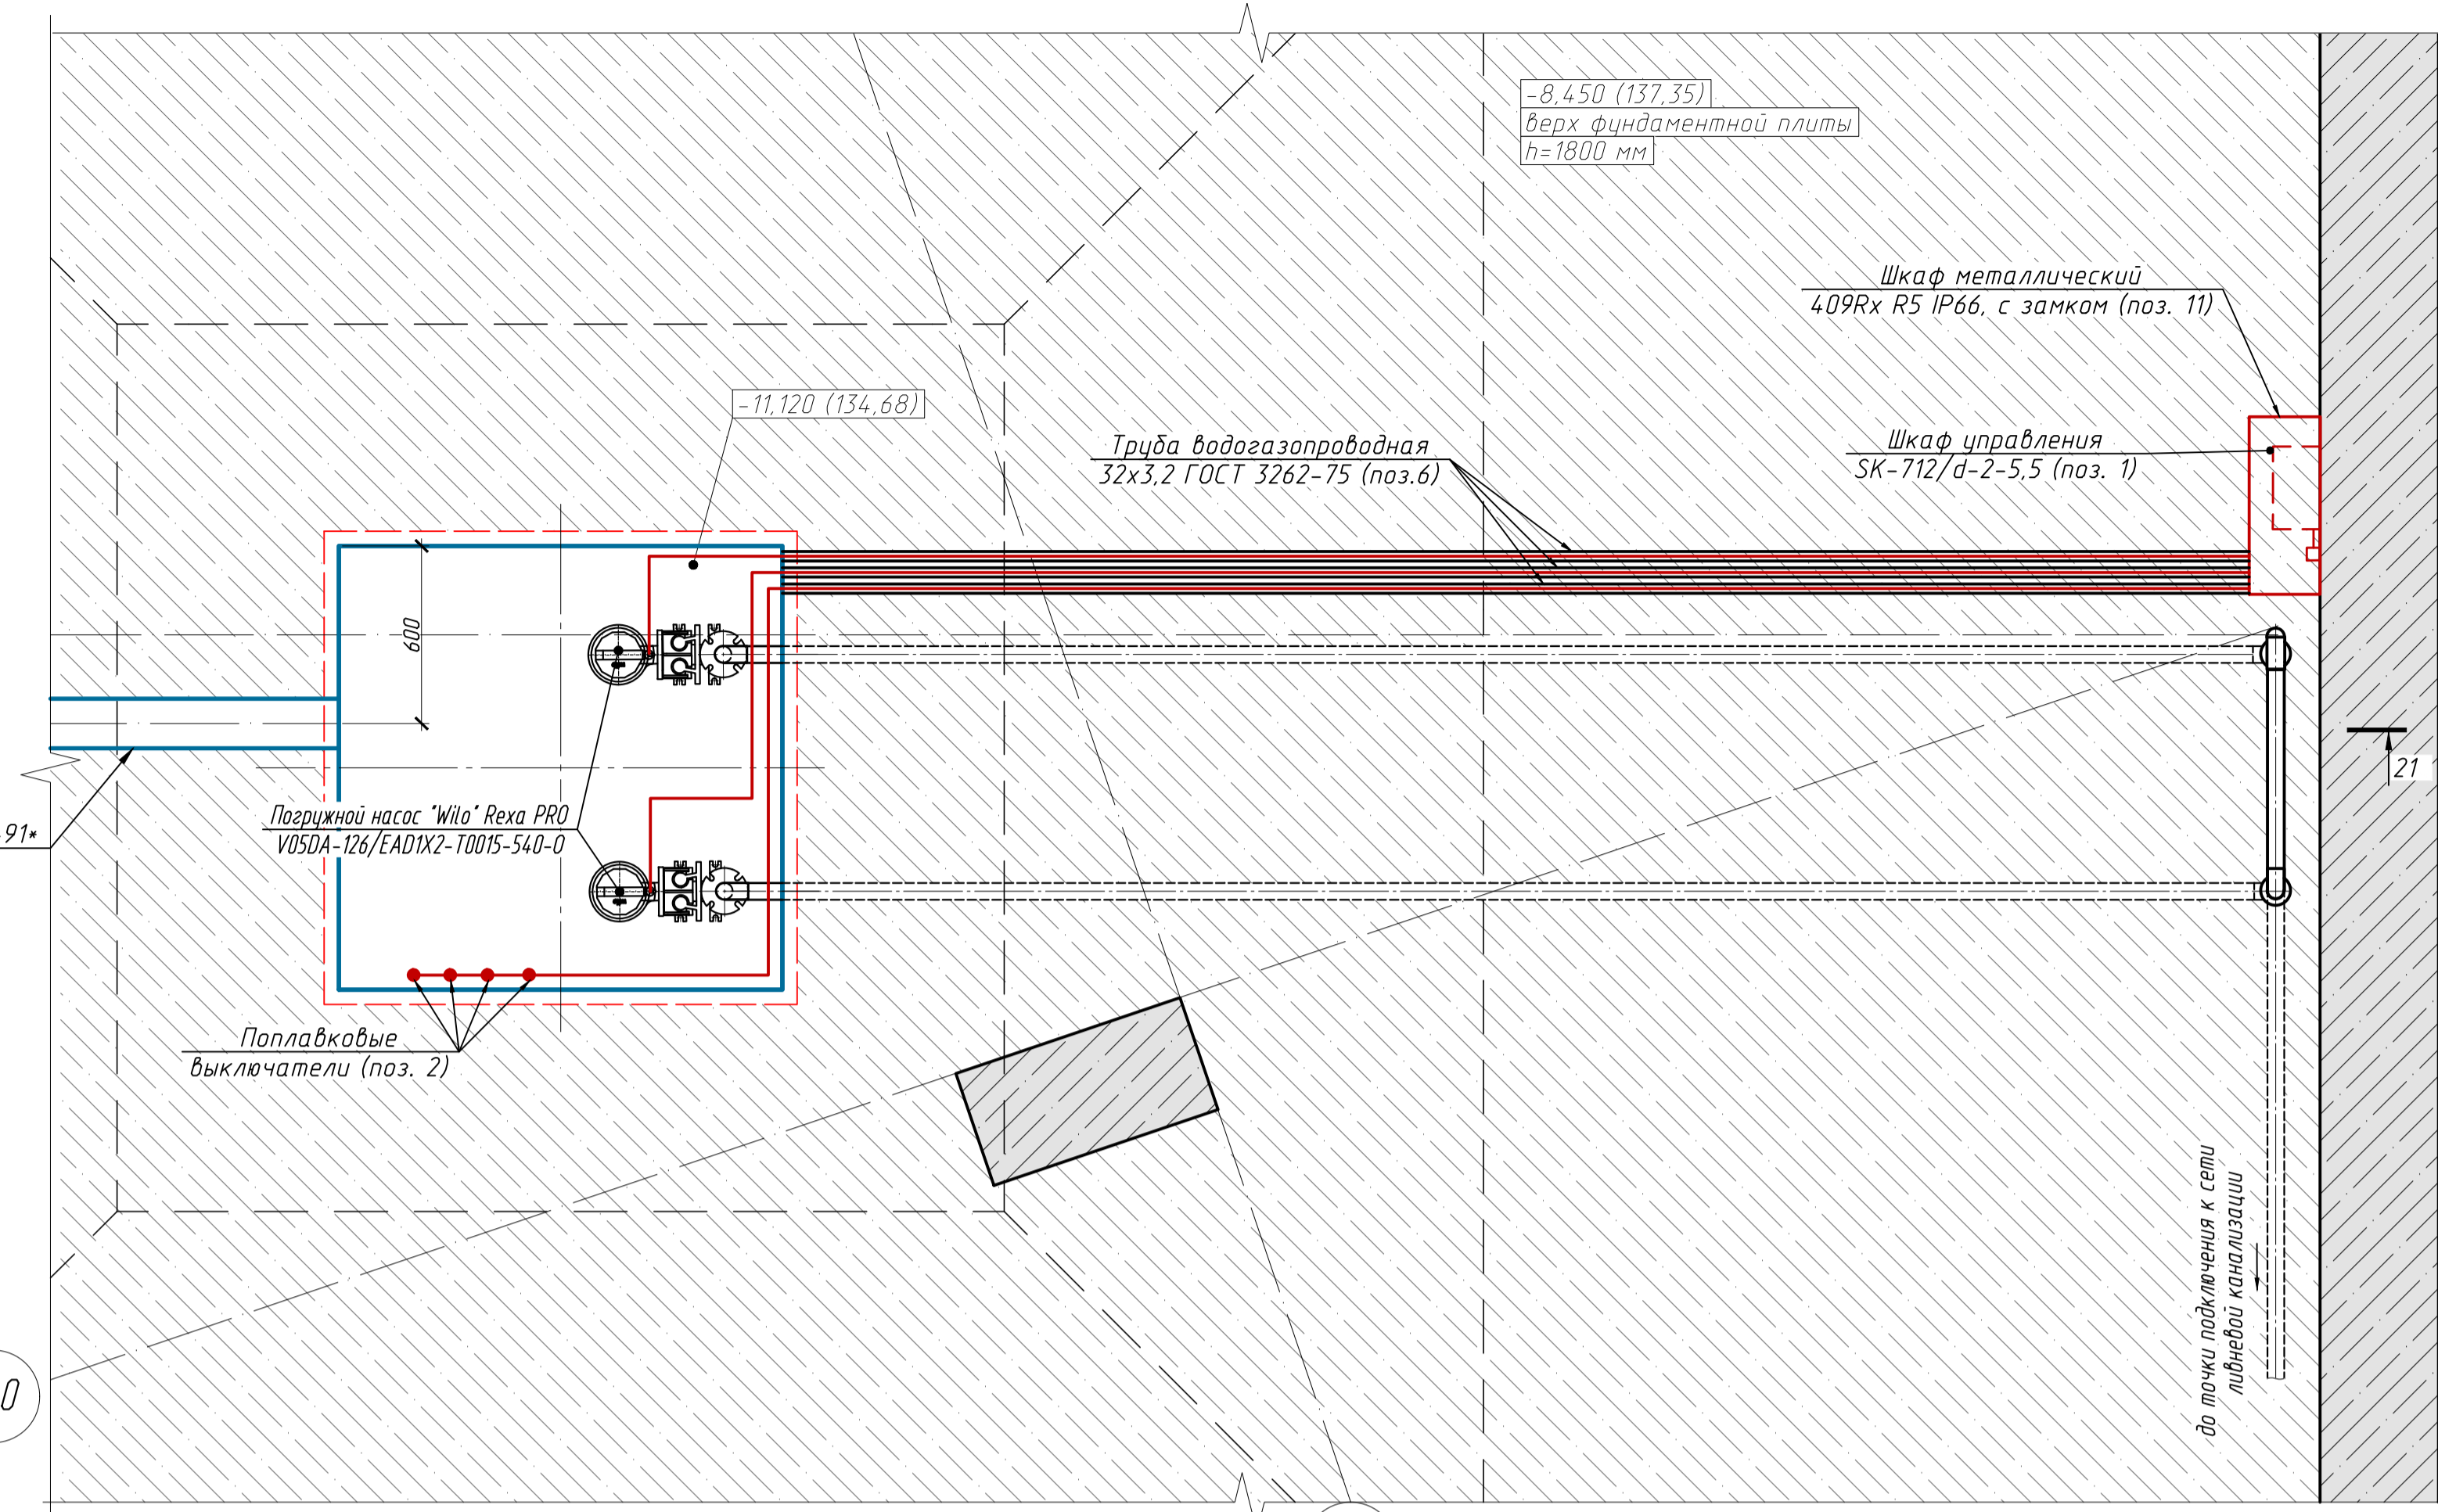 -8,450 (137,35)
верх фундаментной плиты
h=1800 мм
Шкаф металлический
409Rx R5 IP66, с замком (поз. 11)
-11,120 (134,68)
Труба водогазопроводная
32х3,2 ГОСТ 3262-75 (поз.6)
Шкаф управления
SK-712/d-2-5,5 (поз. 1)
600
21
Погружной насос "Wilo" Rexa PRO
V05DA-126/EAD1X2-T0015-540-O
91*
Поплавковые
выключатели (поз. 2)
до точки подключения к сети
ливневой канализации
0